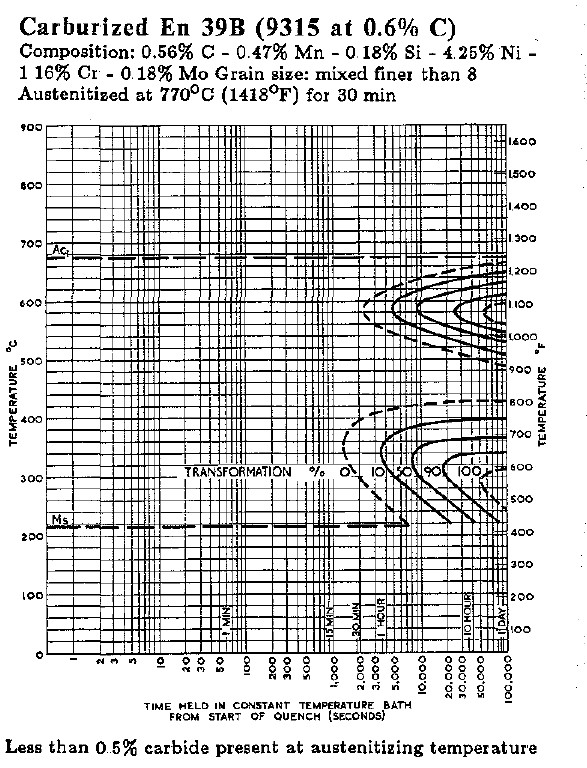 Carburized En 39B (9315 at 0.6% C)
Composition: 0.56% C - 0.47% Mn - 0.18% Si - 4.25% Ni -
1 16% Cr - 0.18% Mo Grain size: mixed finer than 8
Austenitized at 770°C (1418°F) for 30 min
900
800
700
600
500
400
300
200
100
0
TEMPERATURE °C
1600
1500
1400
1300
1200
1100
1000
900
800
700
600
500
400
300
200
100
TEMPERATURE °F
Ac₁
Ms
TRANSFORMATION % 0 10 50 90 100
1 MIN
15 MIN
30 MIN
1 HOUR
10 HOUR
1 DAY
1 2 3 5 10 20 30 50 100 200 300 500 1,000 2,000 3,000 5,000 10,000 20,000 30,000 50,000 100,000
TIME HELD IN CONSTANT TEMPERATURE BATH
FROM START OF QUENCH (SECONDS)
Less than 0.5% carbide present at austenitizing temperature